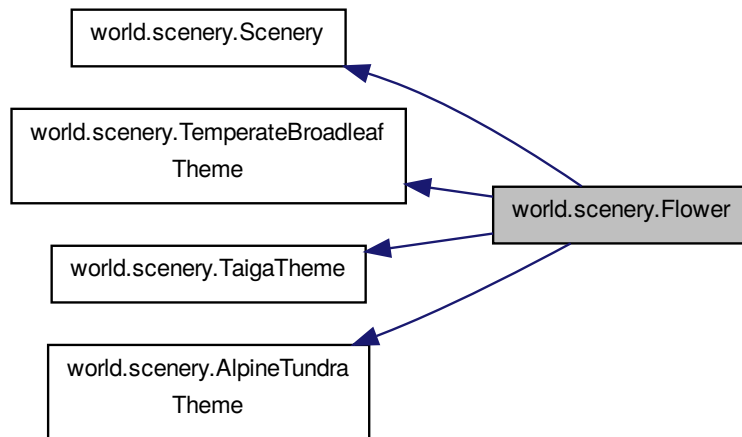 world.scenery.Scenery
world.scenery.TemperateBroadleaf
Theme
world.scenery.Flower
world.scenery.TaigaTheme
world.scenery.AlpineTundra
Theme